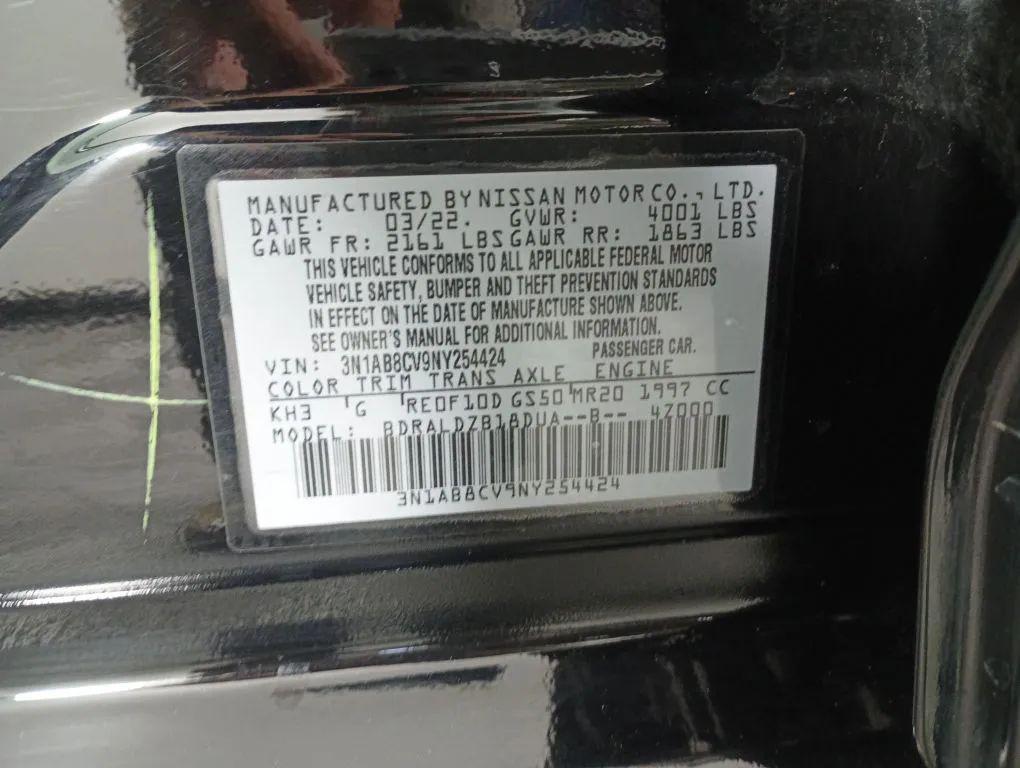 MANUFACTURED BY NISSAN MOTOR CO., LTD.
DATE: 03/22. GVWR: 4001 LBS
GAWR FR: 2161 LBS GAWR RR: 1863 LBS
THIS VEHICLE CONFORMS TO ALL APPLICABLE FEDERAL MOTOR
VEHICLE SAFETY, BUMPER AND THEFT PREVENTION STANDARDS
IN EFFECT ON THE DATE OF MANUFACTURE SHOWN ABOVE.
SEE OWNER'S MANUAL FOR ADDITIONAL INFORMATION.
VIN: 3N1AB8CV9NY254424 PASSENGER CAR.
COLOR TRIM TRANS AXLE ENGINE
KH3 G RE0F10D GS50 MR20 1997 CC
MODEL: BDRALDZB18DUA--B-- 4Z000
3N1AB8CV9NY254424